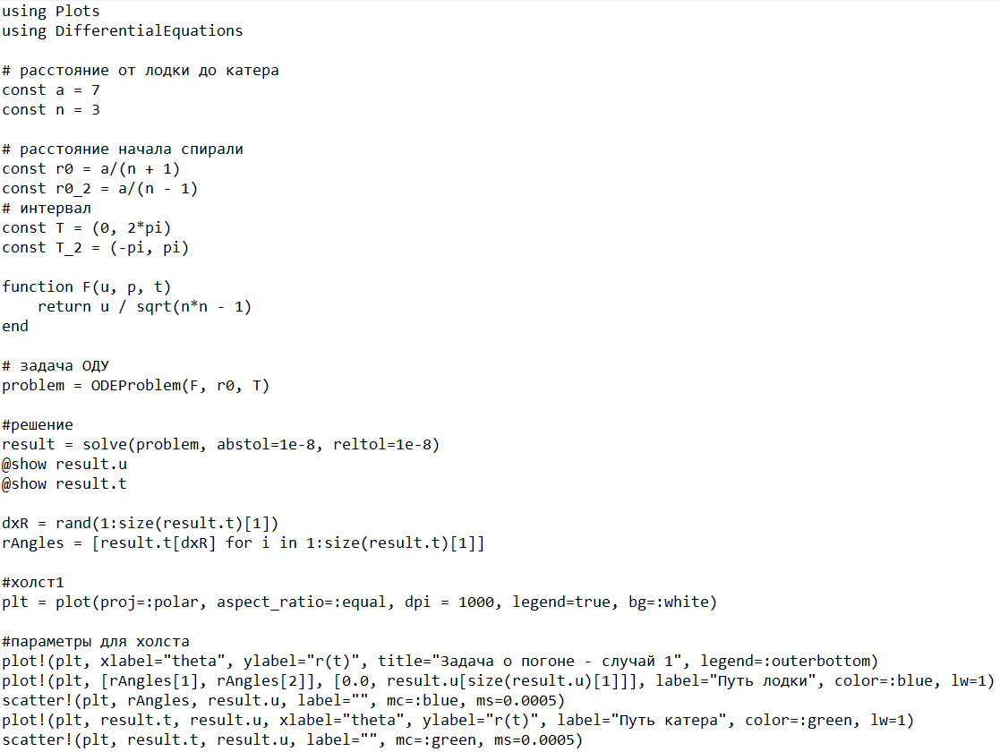 using Plots
using DifferentialEquations

# расстояние от лодки до катера
const a = 7
const n = 3

# расстояние начала спирали
const r0 = a/(n + 1)
const r0_2 = a/(n - 1)
# интервал
const T = (0, 2*pi)
const T_2 = (-pi, pi)

function F(u, p, t)
    return u / sqrt(n*n - 1)
end

# задача ОДУ
problem = ODEProblem(F, r0, T)

#решение
result = solve(problem, abstol=1e-8, reltol=1e-8)
@show result.u
@show result.t

dxR = rand(1:size(result.t)[1])
rAngles = [result.t[dxR] for i in 1:size(result.t)[1]]

#холст1
plt = plot(proj=:polar, aspect_ratio=:equal, dpi = 1000, legend=true, bg=:white)

#параметры для холста
plot!(plt, xlabel="theta", ylabel="r(t)", title="Задача о погоне - случай 1", legend=:outerbottom)
plot!(plt, [rAngles[1], rAngles[2]], [0.0, result.u[size(result.u)[1]]], label="Путь лодки", color=:blue, lw=1)
scatter!(plt, rAngles, result.u, label="", mc=:blue, ms=0.0005)
plot!(plt, result.t, result.u, xlabel="theta", ylabel="r(t)", label="Путь катера", color=:green, lw=1)
scatter!(plt, result.t, result.u, label="", mc=:green, ms=0.0005)